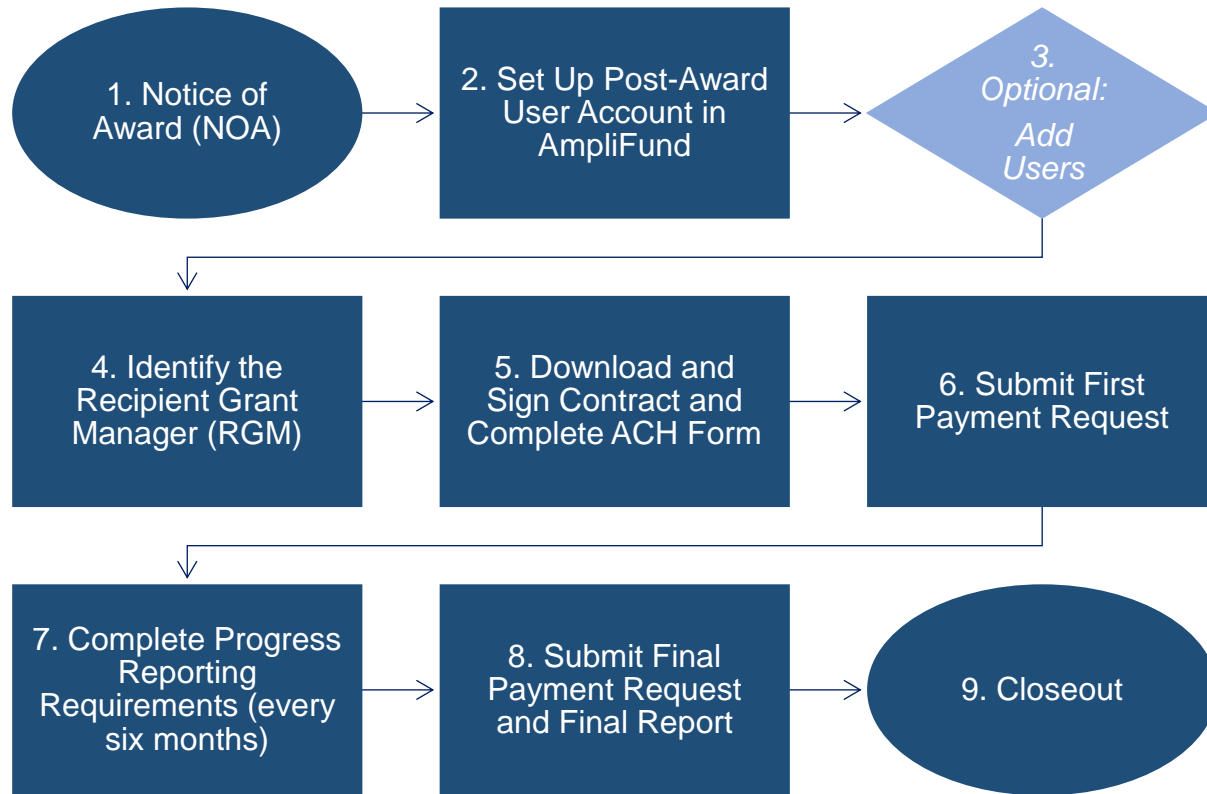 1. Notice of
Award (NOA)
2. Set Up Post-Award
User Account in
AmpliFund
3.
Optional:
Add
Users
4. Identify the
Recipient Grant
Manager (RGM)
5. Download and
Sign Contract and
Complete ACH Form
6. Submit First
Payment Request
7. Complete Progress
Reporting
Requirements (every
six months)
8. Submit Final
Payment Request
and Final Report
9. Closeout